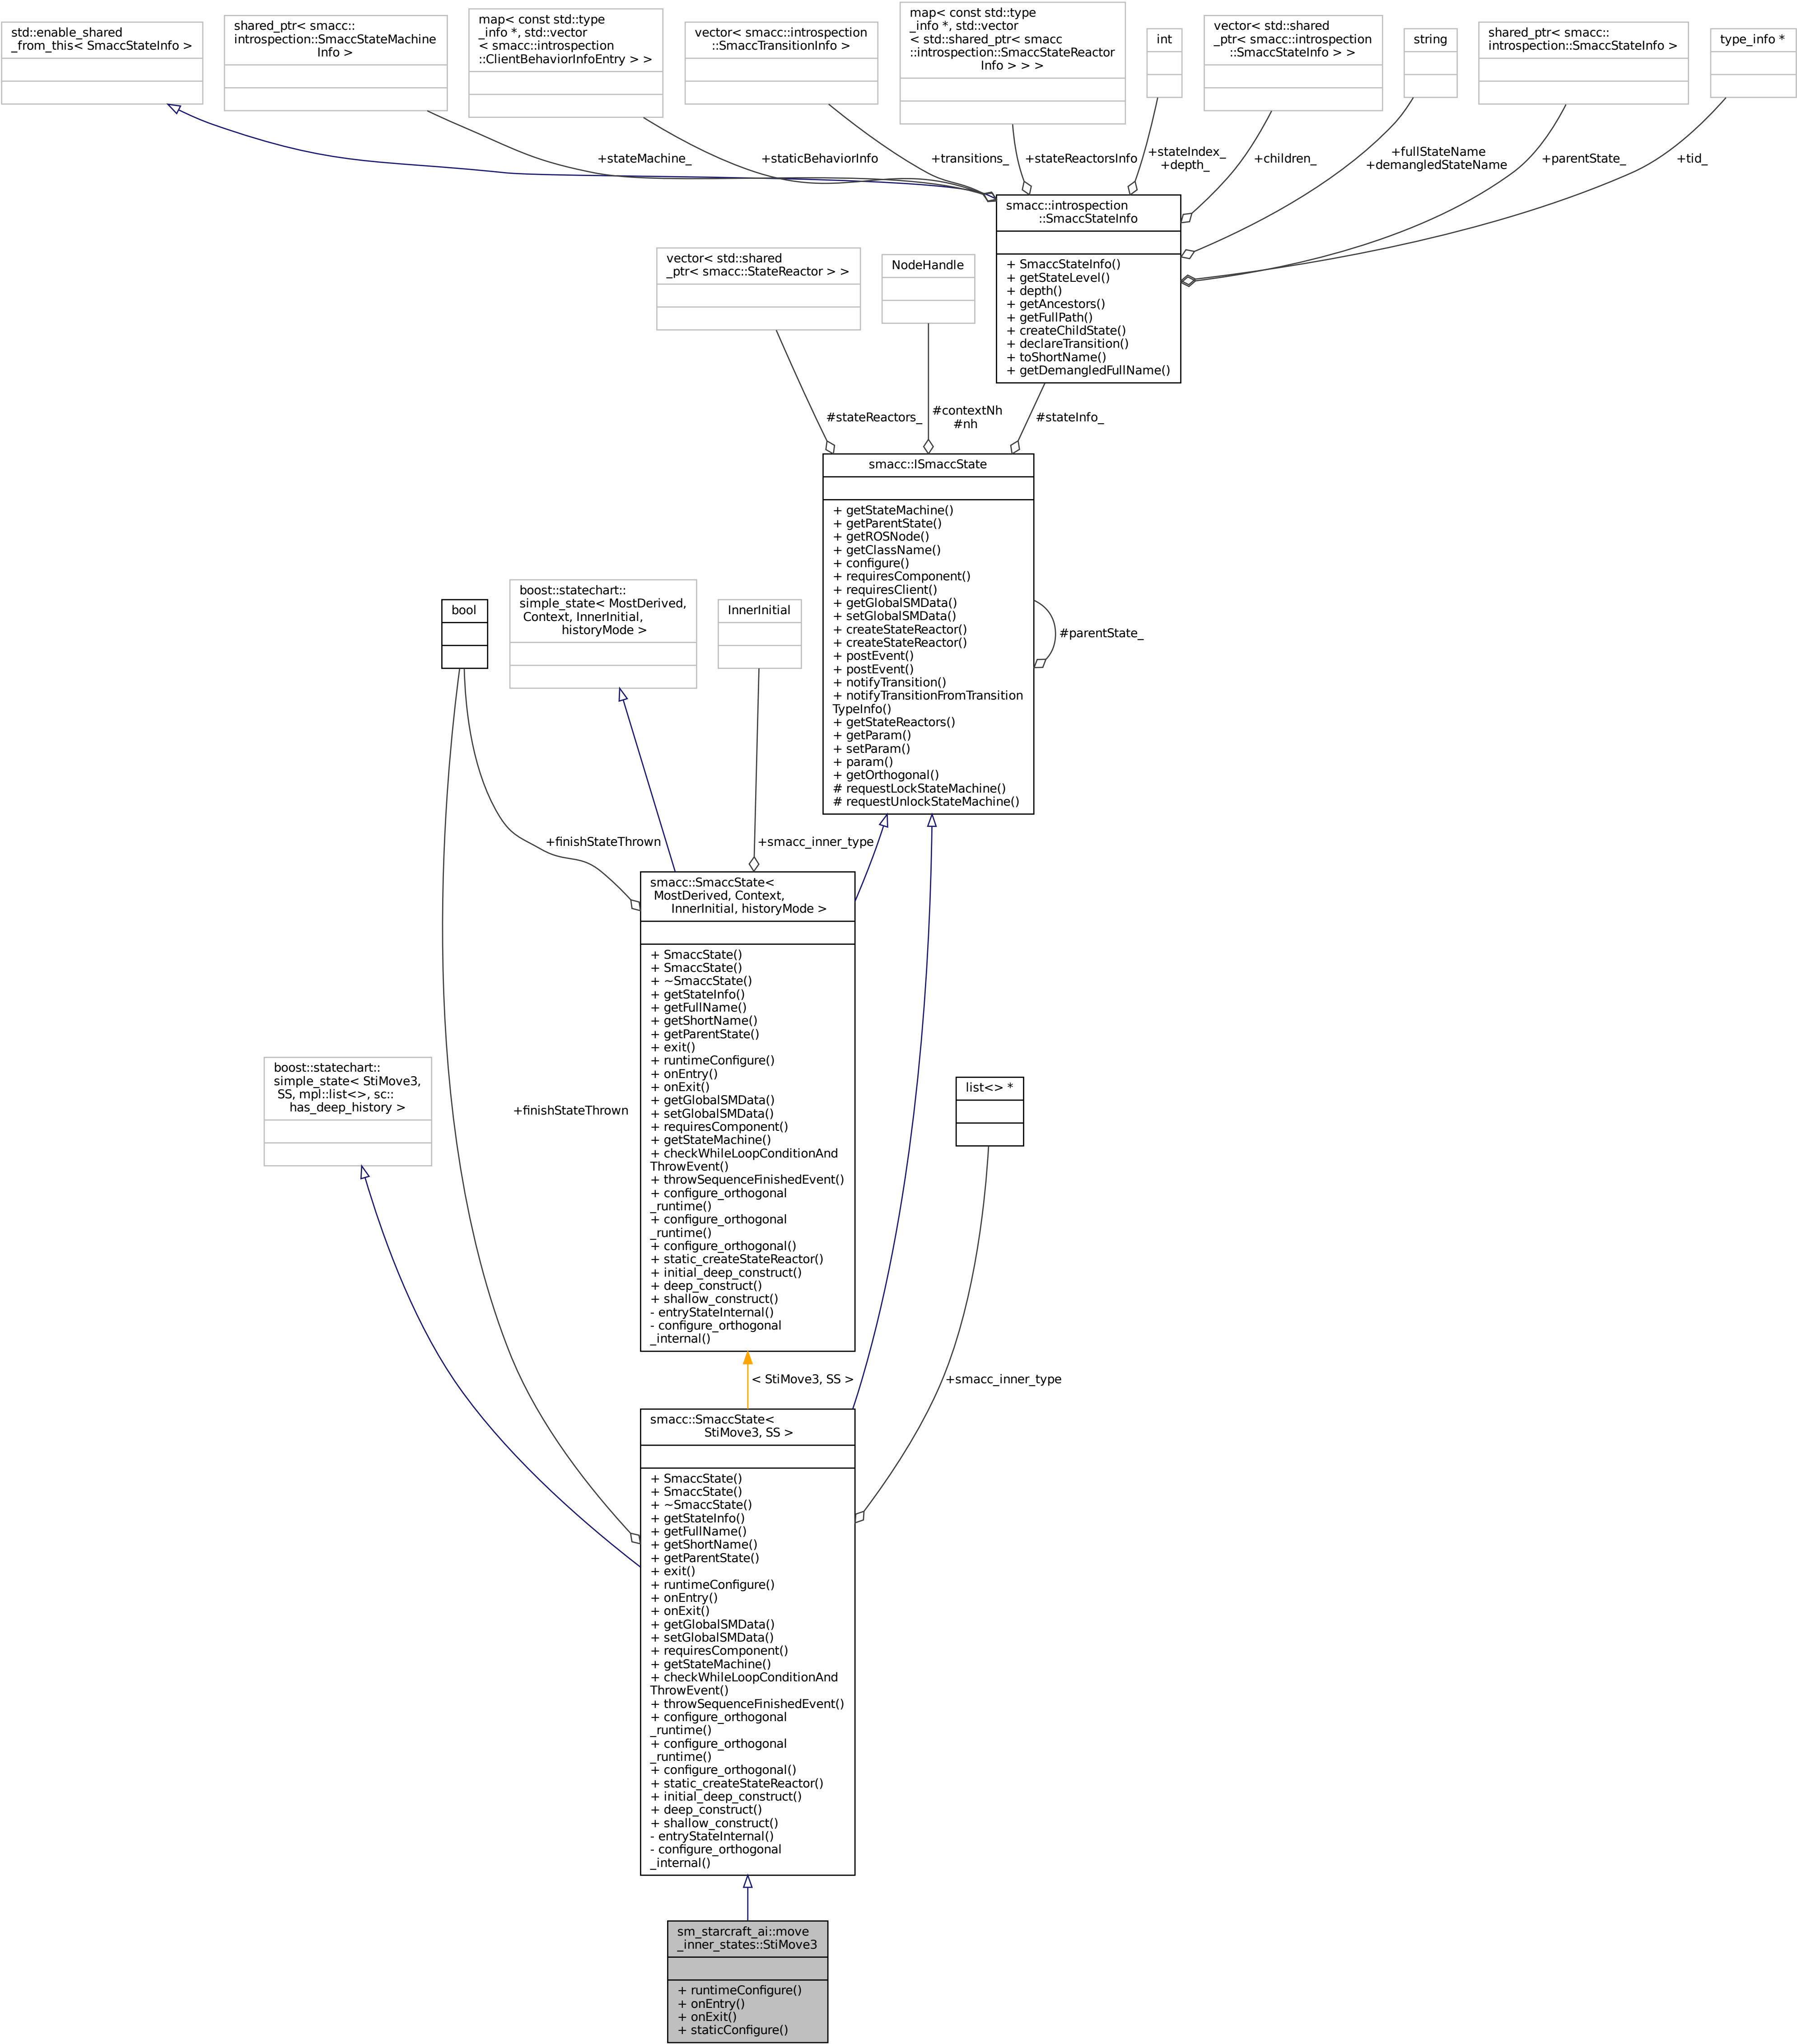 std::enable_shared
_from_this< SmaccStateInfo >
shared_ptr< smacc::
introspection::SmaccStateMachine
Info >
map< const std::type
_info *, std::vector
< smacc::introspection
::ClientBehaviorInfoEntry > >
vector< smacc::introspection
::SmaccTransitionInfo >
map< const std::type
_info *, std::vector
< std::shared_ptr< smacc
::introspection::SmaccStateReactor
Info > > >
int
vector< std::shared
_ptr< smacc::introspection
::SmaccStateInfo > >
string
shared_ptr< smacc::
introspection::SmaccStateInfo >
type_info *
+stateMachine_
+staticBehaviorInfo
+transitions_
+stateReactorsInfo
+stateIndex_
+depth_
+children_
+fullStateName
+demangledStateName
+parentState_
+tid_
smacc::introspection
::SmaccStateInfo
+ SmaccStateInfo()
+ getStateLevel()
+ depth()
+ getAncestors()
+ getFullPath()
+ createChildState()
+ declareTransition()
+ toShortName()
+ getDemangledFullName()
vector< std::shared
_ptr< smacc::StateReactor > >
NodeHandle
#stateReactors_
#contextNh
#nh
#stateInfo_
smacc::ISmaccState
+ getStateMachine()
+ getParentState()
+ getROSNode()
+ getClassName()
+ configure()
+ requiresComponent()
+ requiresClient()
+ getGlobalSMData()
+ setGlobalSMData()
+ createStateReactor()
+ createStateReactor()
+ postEvent()
+ postEvent()
+ notifyTransition()
+ notifyTransitionFromTransition
TypeInfo()
+ getStateReactors()
+ getParam()
+ setParam()
+ param()
+ getOrthogonal()
# requestLockStateMachine()
# requestUnlockStateMachine()
#parentState_
bool
boost::statechart::
simple_state< MostDerived,
Context, InnerInitial,
historyMode >
InnerInitial
+finishStateThrown
+smacc_inner_type
smacc::SmaccState<
MostDerived, Context,
InnerInitial, historyMode >
+ SmaccState()
+ SmaccState()
+ ~SmaccState()
+ getStateInfo()
+ getFullName()
+ getShortName()
+ getParentState()
+ exit()
+ runtimeConfigure()
+ onEntry()
+ onExit()
+ getGlobalSMData()
+ setGlobalSMData()
+ requiresComponent()
+ getStateMachine()
+ checkWhileLoopConditionAnd
ThrowEvent()
+ throwSequenceFinishedEvent()
+ configure_orthogonal
_runtime()
+ configure_orthogonal
_runtime()
+ configure_orthogonal()
+ static_createStateReactor()
+ initial_deep_construct()
+ deep_construct()
+ shallow_construct()
- entryStateInternal()
- configure_orthogonal
_internal()
boost::statechart::
simple_state< StiMove3,
SS, mpl::list<>, sc::
has_deep_history >
+finishStateThrown
list<> *
< StiMove3, SS >
+smacc_inner_type
smacc::SmaccState<
StiMove3, SS >
+ SmaccState()
+ SmaccState()
+ ~SmaccState()
+ getStateInfo()
+ getFullName()
+ getShortName()
+ getParentState()
+ exit()
+ runtimeConfigure()
+ onEntry()
+ onExit()
+ getGlobalSMData()
+ setGlobalSMData()
+ requiresComponent()
+ getStateMachine()
+ checkWhileLoopConditionAnd
ThrowEvent()
+ throwSequenceFinishedEvent()
+ configure_orthogonal
_runtime()
+ configure_orthogonal
_runtime()
+ configure_orthogonal()
+ static_createStateReactor()
+ initial_deep_construct()
+ deep_construct()
+ shallow_construct()
- entryStateInternal()
- configure_orthogonal
_internal()
sm_starcraft_ai::move
_inner_states::StiMove3
+ runtimeConfigure()
+ onEntry()
+ onExit()
+ staticConfigure()